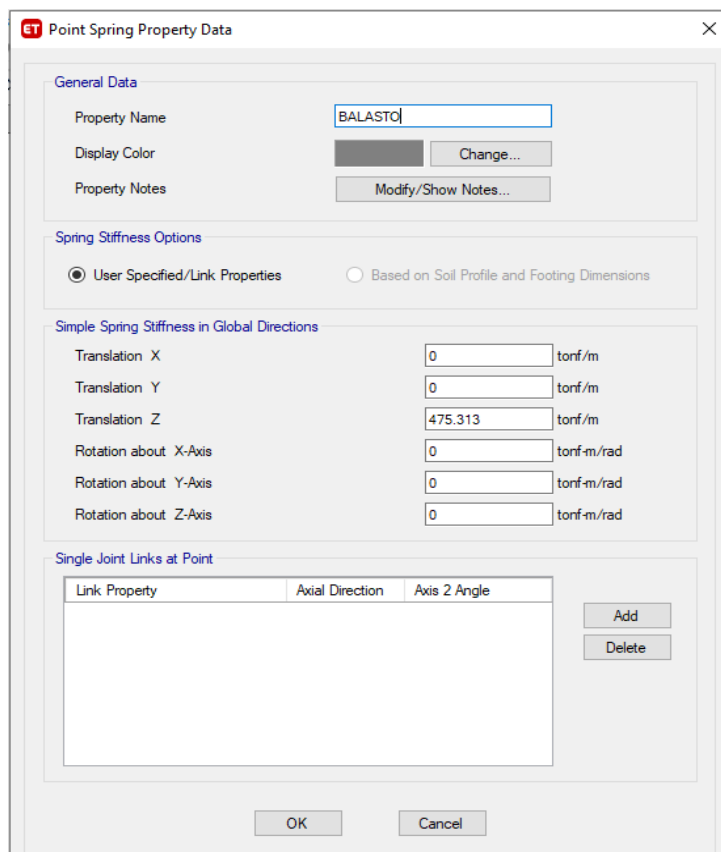 ET Point Spring Property Data
General Data
Property Name BALASTO
Display Color Change...
Property Notes Modify/Show Notes...
Spring Stiffness Options
User Specified/Link Properties Based on Soil Profile and Footing Dimensions
Simple Spring Stiffness in Global Directions
Translation X 0 tonf/m
Translation Y 0 tonf/m
Translation Z 475.313 tonf/m
Rotation about X-Axis 0 tonf-m/rad
Rotation about Y-Axis 0 tonf-m/rad
Rotation about Z-Axis 0 tonf-m/rad
Single Joint Links at Point
Link Property Axial Direction Axis 2 Angle
Add
Delete
OK Cancel